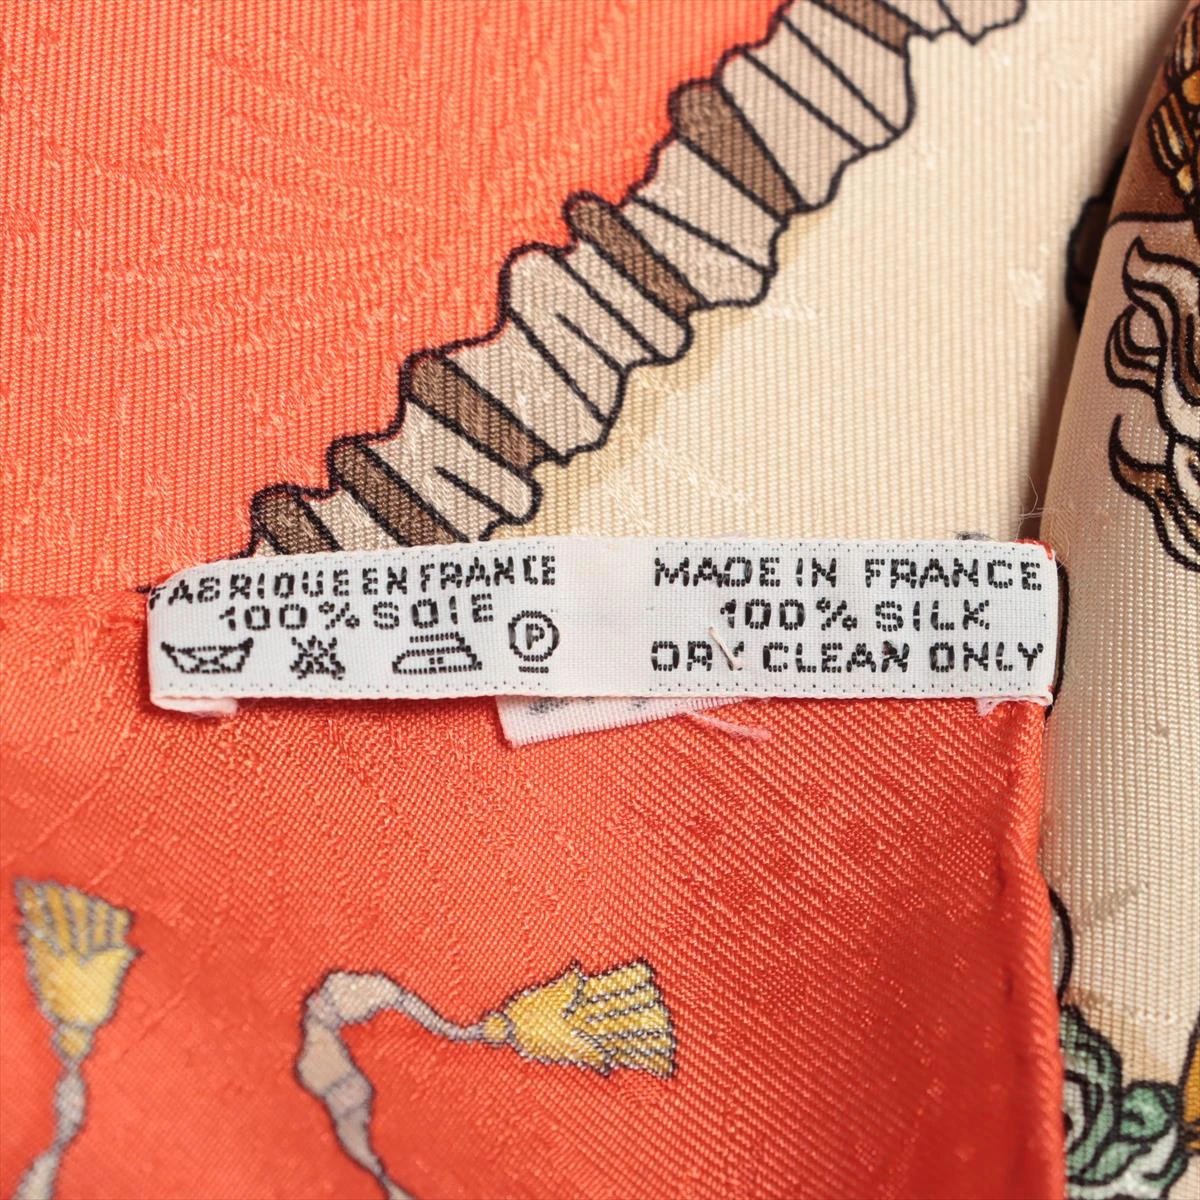 FABRIQUE EN FRANCE
100% SOIE
P
MADE IN FRANCE
100% SILK
DRY CLEAN ONLY